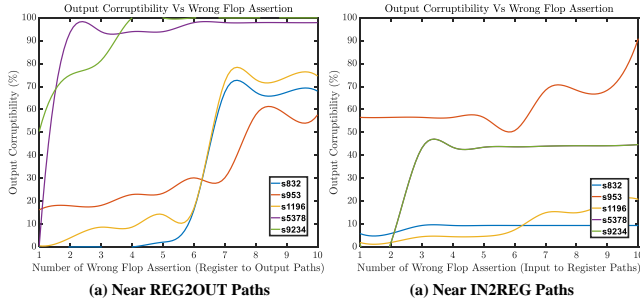 Output Corruptibility Vs Wrong Flop Assertion
100
90
80
70
60
50
40
30
20
10
0
Output Corruptibility (%)
s832
s953
s1196
s5378
s9234
1 2 3 4 5 6 7 8 9 10
Number of Wrong Flop Assertion (Register to Output Paths)
(a) Near REG2OUT Paths
Output Corruptibility Vs Wrong Flop Assertion
100
90
80
70
60
50
40
30
20
10
0
Output Corruptibility (%)
s832
s953
s1196
s5378
s9234
1 2 3 4 5 6 7 8 9 10
Number of Wrong Flop Assertion (Input to Register Paths)
(a) Near IN2REG Paths